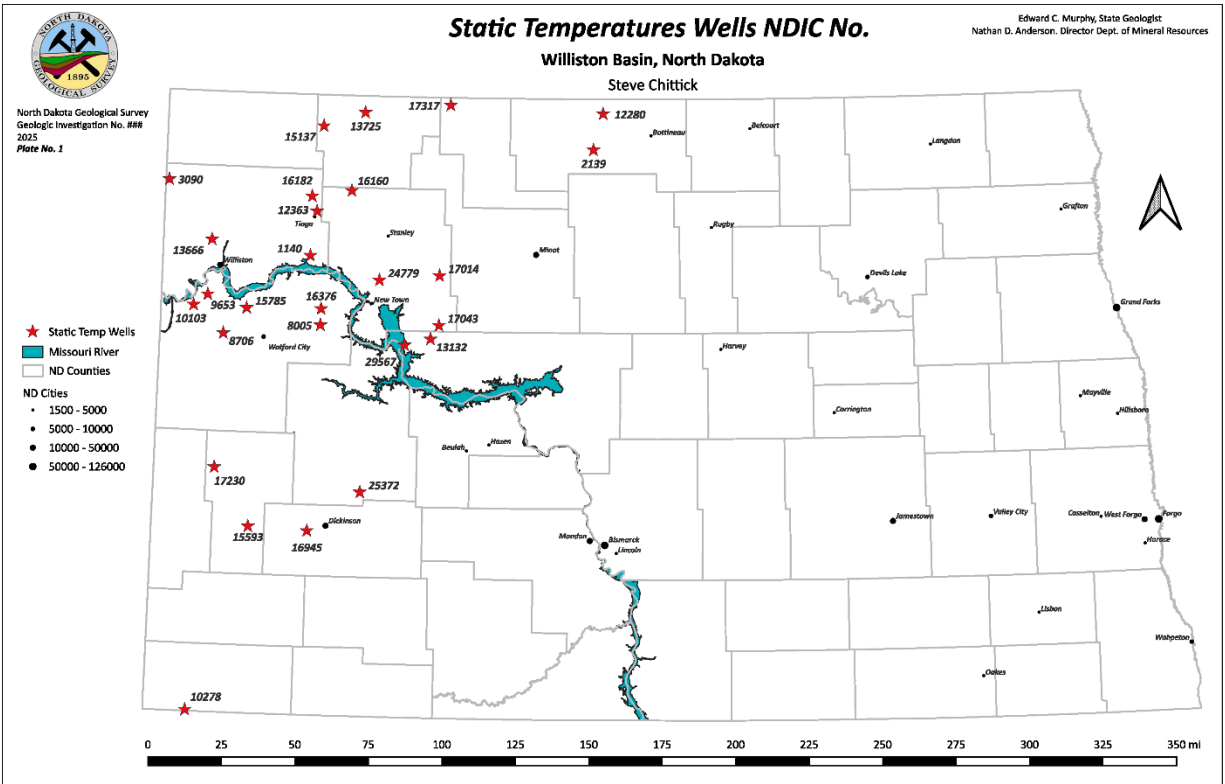 Static Temperatures Wells NDIC No.
Williston Basin, North Dakota
Steve Chittick
Edward C. Murphy, State Geologist
Nathan D. Anderson. Director Dept. of Mineral Resources
NORTH DAKOTA
GEOLOGICAL SURVEY
1895
North Dakota Geological Survey
Geologic Investigation No. ###
2025
Plate No. 1
17317
13725
15137
12280
2139
Bottineau
Belcourt
Langdon
3090
16182
16160
12363
Tioga
Stanley
Rugby
Grafton
13666
Williston
1140
24779
17014
Minot
Devils Lake
Grand Forks
New Town
9653
10103
15785
16376
8005
8706
Watford City
17043
13132
29567
Harvey
Carrington
Mayville
Hillsboro
Static Temp Wells
Missouri River
ND Counties
ND Cities
1500 - 5000
5000 - 10000
10000 - 50000
50000 - 126000
Beulah
Hazen
17230
25372
15593
16945
Dickinson
Mandan
Bismarck
Lincoln
Jamestown
Valley City
Casselton
West Fargo
Fargo
Horace
Lisbon
Wahpeton
Oakes
10278
0 25 50 75 100 125 150 175 200 225 250 275 300 325 350 mi